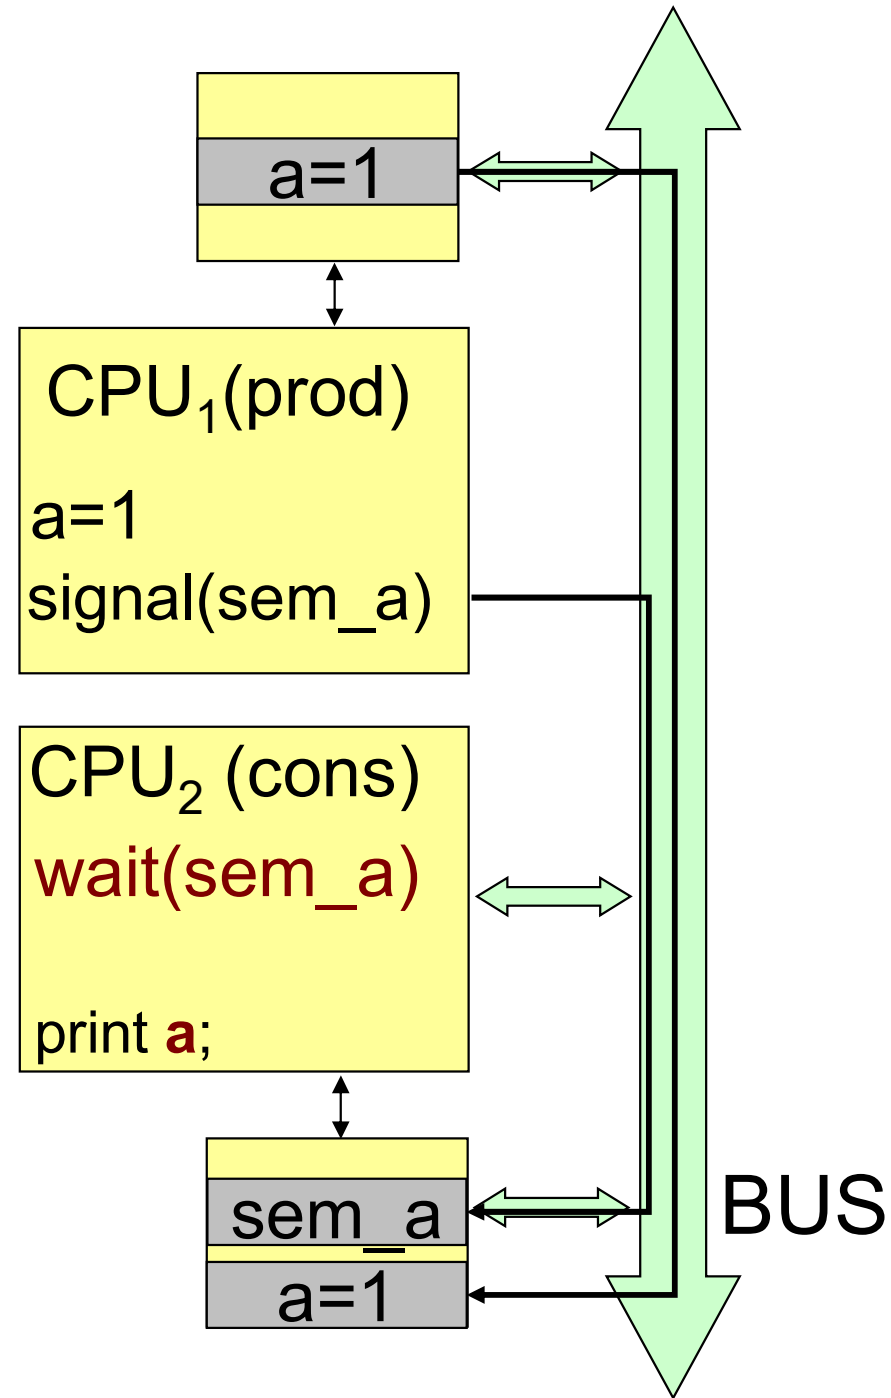 a=1
CPU₁(prod)
a=1
signal(sem_a)
CPU₂ (cons)
wait(sem_a)
print a;
sem_a
BUS
a=1